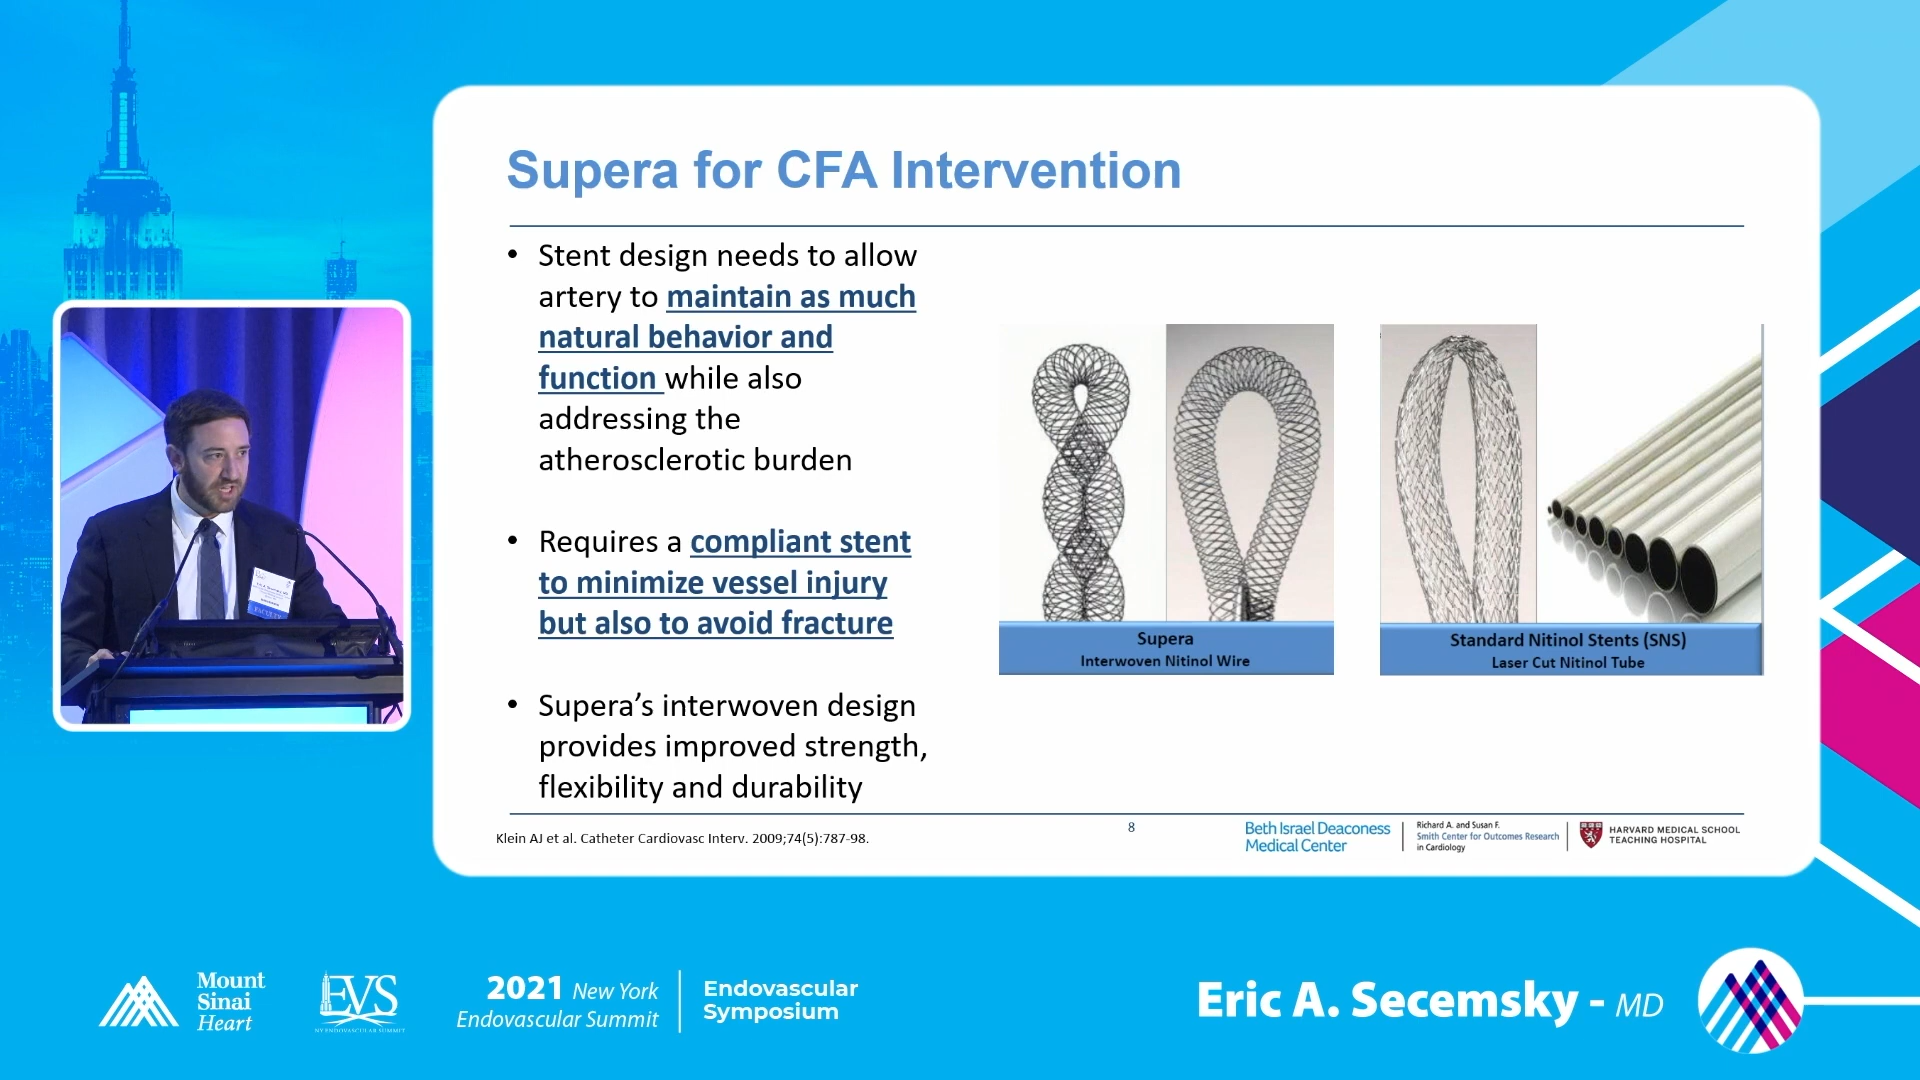 Supera for CFA Intervention
• Stent design needs to allow
artery to maintain as much
natural behavior and
function while also
addressing the
atherosclerotic burden
• Requires a compliant stent
to minimize vessel injury
but also to avoid fracture
• Supera’s interwoven design
provides improved strength,
flexibility and durability
Supera
Interwoven Nitinol Wire
Standard Nitinol Stents (SNS)
Laser Cut Nitinol Tube
Klein AJ et al. Catheter Cardiovasc Interv. 2009;74(5):787-98.
8
Beth Israel Deaconess
Medical Center
Richard A. and Susan F.
Smith Center for Outcomes Research
in Cardiology
HARVARD MEDICAL SCHOOL
TEACHING HOSPITAL
FACULTY
Mount
Sinai
Heart
EVS
NY ENDOVASCULAR SUMMIT
2021 New York
Endovascular Summit
Endovascular
Symposium
Eric A. Secemsky - MD